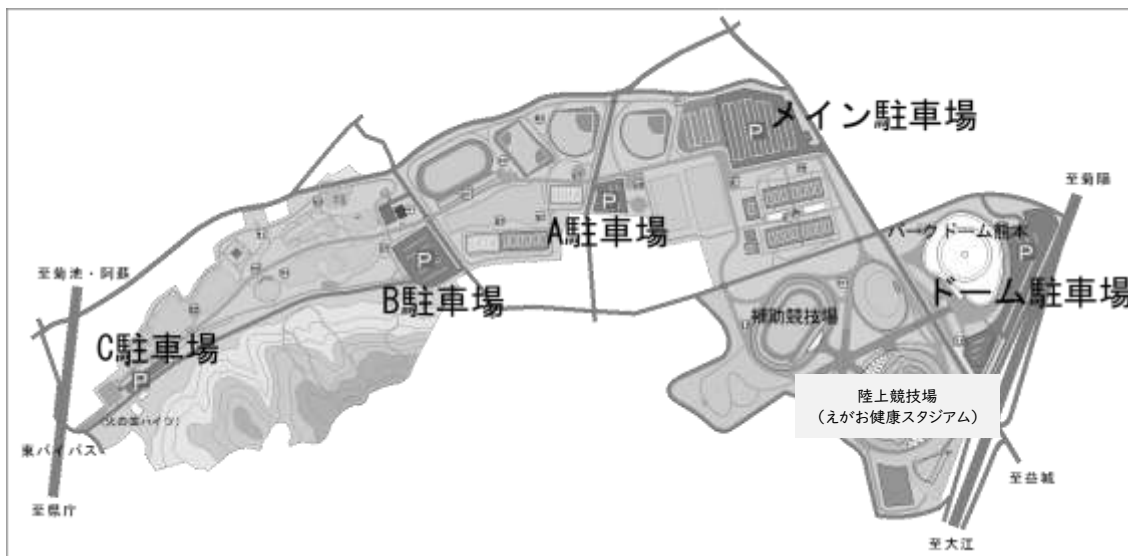 メイン駐車場
P
至菊陽
A駐車場
P
パークドーム熊本
P
至菊池・阿蘇
B駐車場
P
ドーム駐車場
補助競技場
C駐車場
P
陸上競技場
（えがお健康スタジアム）
東バイパス
至益城
至県庁
至大江